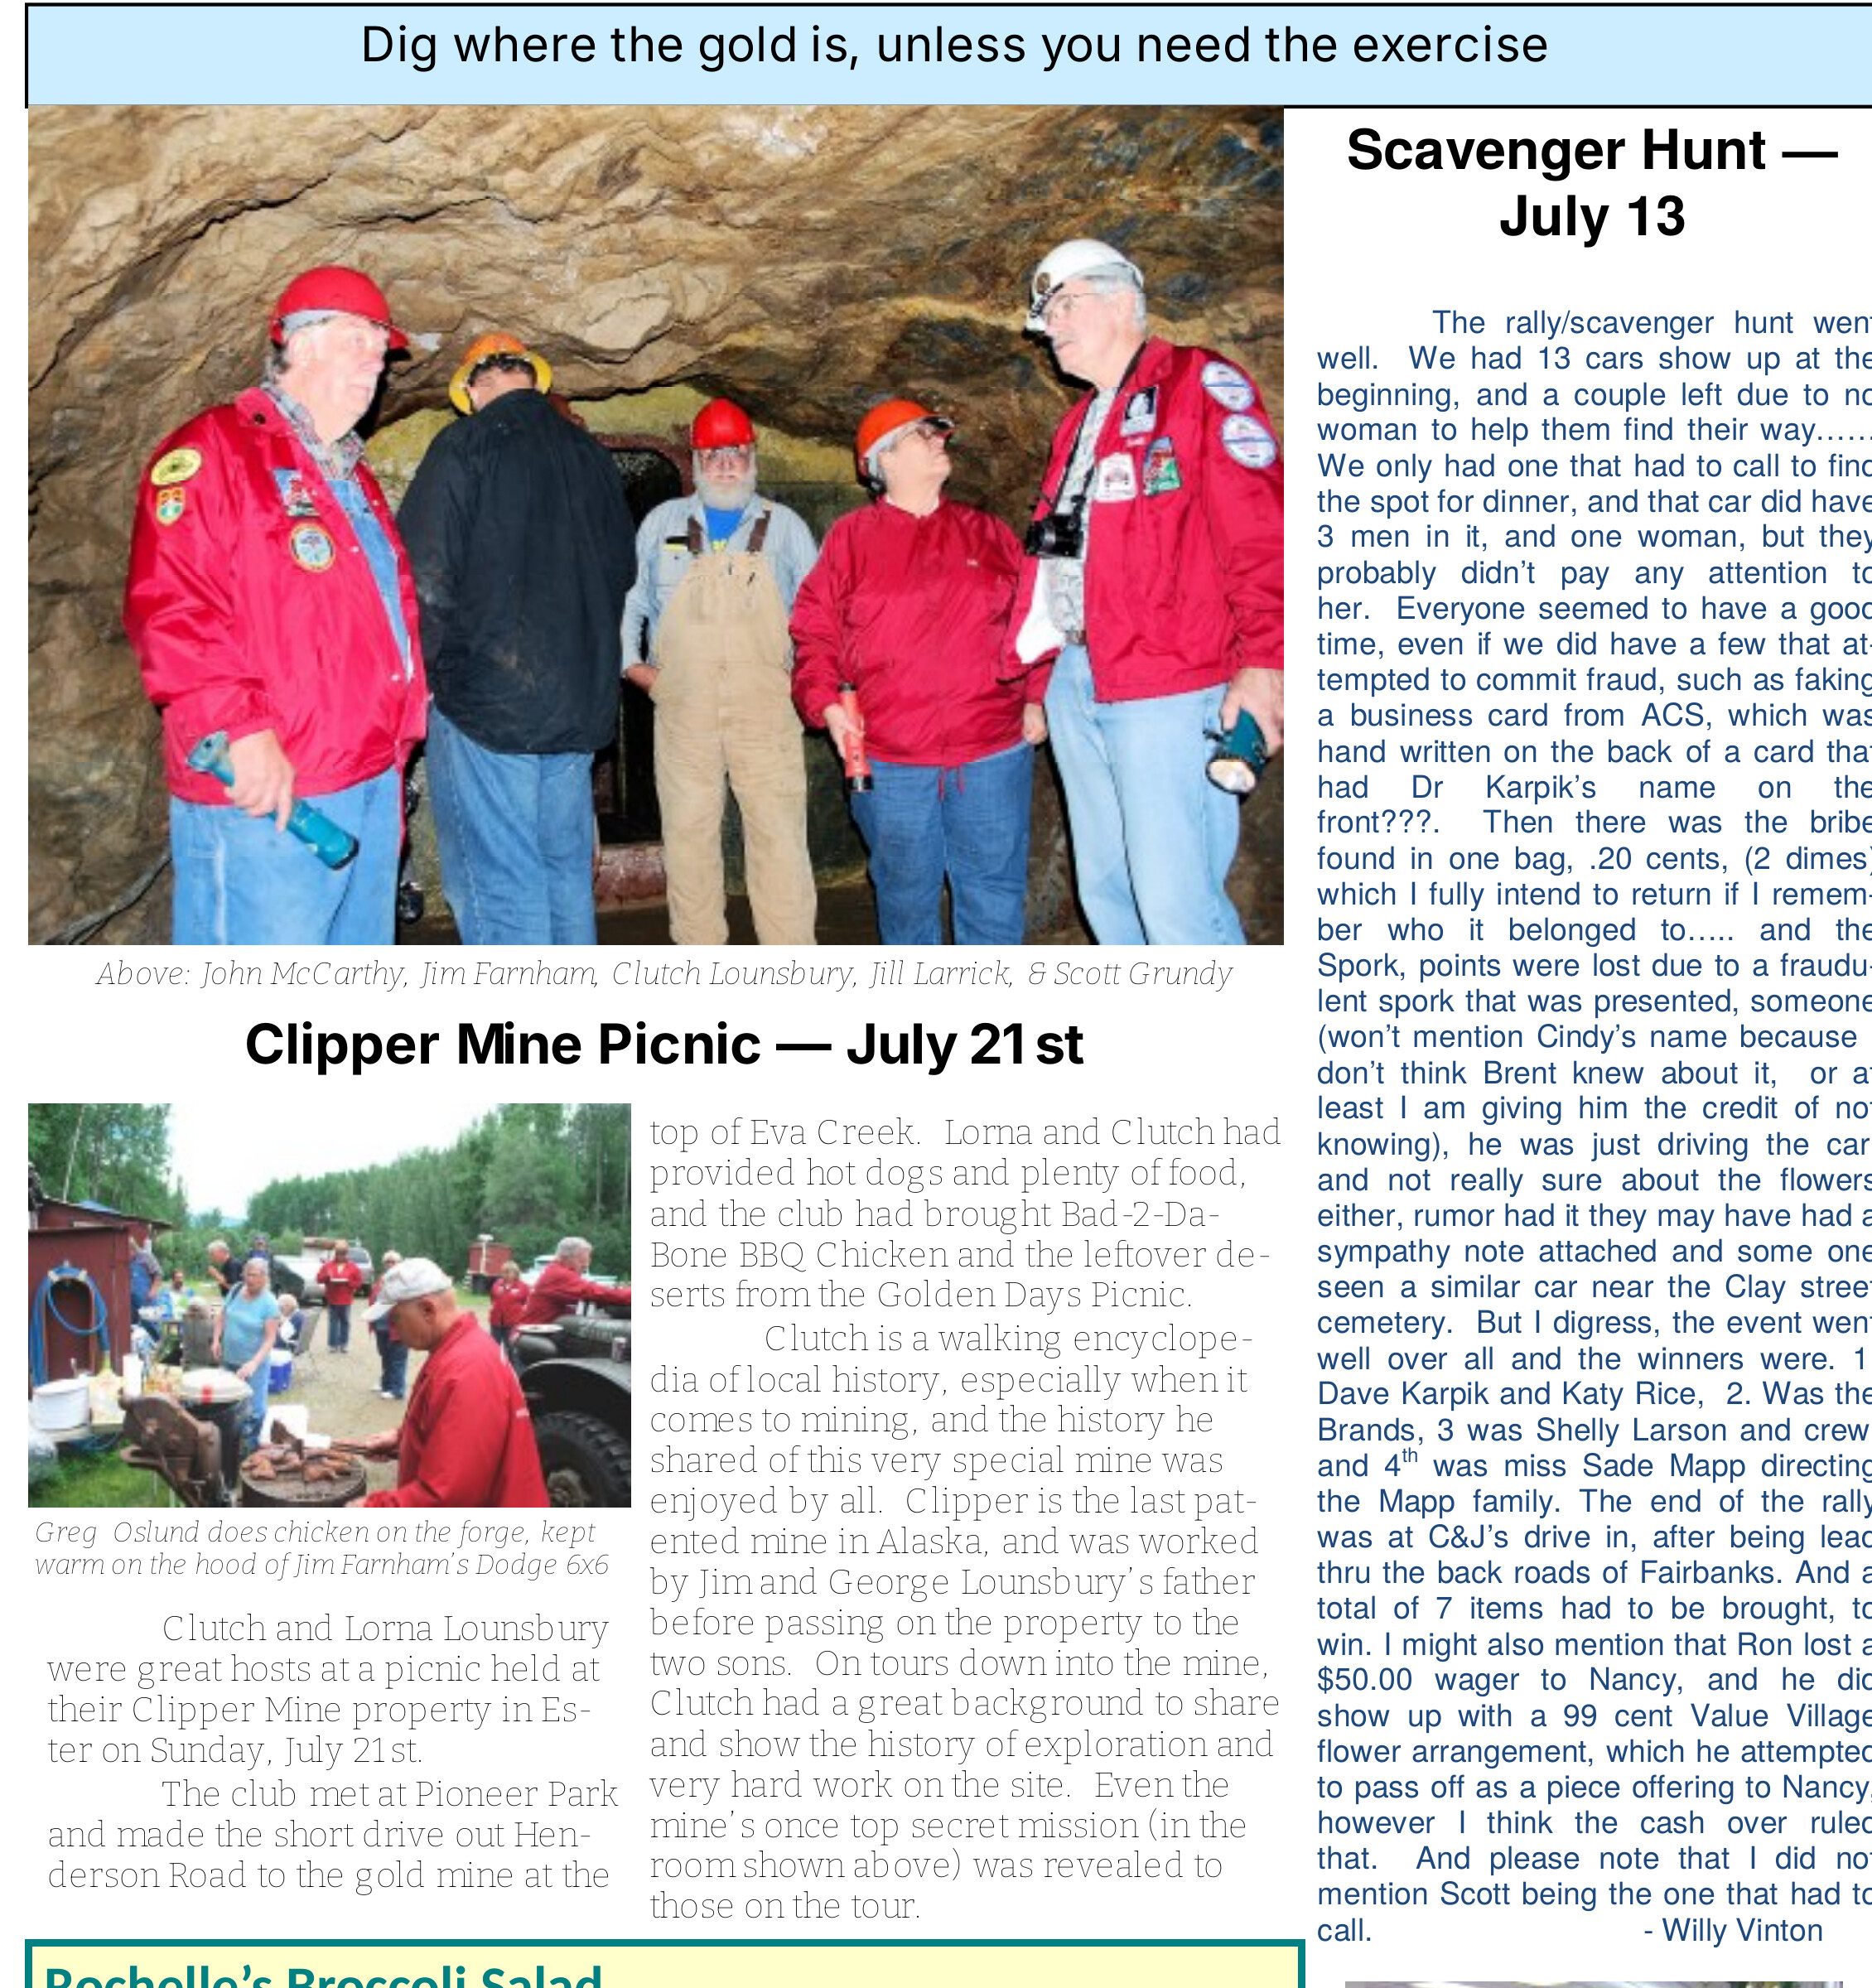 Dig where the gold is, unless you need the exercise
Above: John McCarthy, Jim Farnham, Clutch Lounsbury, Jill Larrick, & Scott Grundy
Clipper Mine Picnic — July 21st
Greg Oslund does chicken on the forge, kept
warm on the hood of Jim Farnham's Dodge 6x6
Clutch and Lorna Lounsbury
were great hosts at a picnic held at
their Clipper Mine property in Es-
ter on Sunday, July 21st.
The club met at Pioneer Park
and made the short drive out Hen-
derson Road to the gold mine at the
top of Eva Creek. Lorna and Clutch had
provided hot dogs and plenty of food,
and the club had brought Bad-2-Da-
Bone BBQ Chicken and the leftover de-
serts from the Golden Days Picnic.
Clutch is a walking encyclope-
dia of local history, especially when it
comes to mining, and the history he
shared of this very special mine was
enjoyed by all. Clipper is the last pat-
ented mine in Alaska, and was worked
by Jim and George Lounsbury's father
before passing on the property to the
two sons. On tours down into the mine,
Clutch had a great background to share
and show the history of exploration and
very hard work on the site. Even the
mine's once top secret mission (in the
room shown above) was revealed to
those on the tour.
Rochelle's Broccoli Salad
Scavenger Hunt —
July 13
The rally/scavenger hunt went
well. We had 13 cars show up at the
beginning, and a couple left due to no
woman to help them find their way……
We only had one that had to call to find
the spot for dinner, and that car did have
3 men in it, and one woman, but they
probably didn't pay any attention to
her. Everyone seemed to have a good
time, even if we did have a few that at-
tempted to commit fraud, such as faking
a business card from ACS, which was
hand written on the back of a card that
had Dr Karpik's name on the
front???. Then there was the bribe
found in one bag, .20 cents, (2 dimes)
which I fully intend to return if I remem-
ber who it belonged to….. and the
Spork, points were lost due to a fraudu-
lent spork that was presented, someone
(won't mention Cindy's name because
don't think Brent knew about it, or at
least I am giving him the credit of not
knowing), he was just driving the car
and not really sure about the flowers
either, rumor had it they may have had a
sympathy note attached and some one
seen a similar car near the Clay street
cemetery. But I digress, the event went
well over all and the winners were. 1
Dave Karpik and Katy Rice, 2. Was the
Brands, 3 was Shelly Larson and crew
and 4th was miss Sade Mapp directing
the Mapp family. The end of the rally
was at C&J's drive in, after being lead
thru the back roads of Fairbanks. And a
total of 7 items had to be brought, to
win. I might also mention that Ron lost a
$50.00 wager to Nancy, and he did
show up with a 99 cent Value Village
flower arrangement, which he attempted
to pass off as a piece offering to Nancy,
however I think the cash over ruled
that. And please note that I did not
mention Scott being the one that had to
call. - Willy Vinton